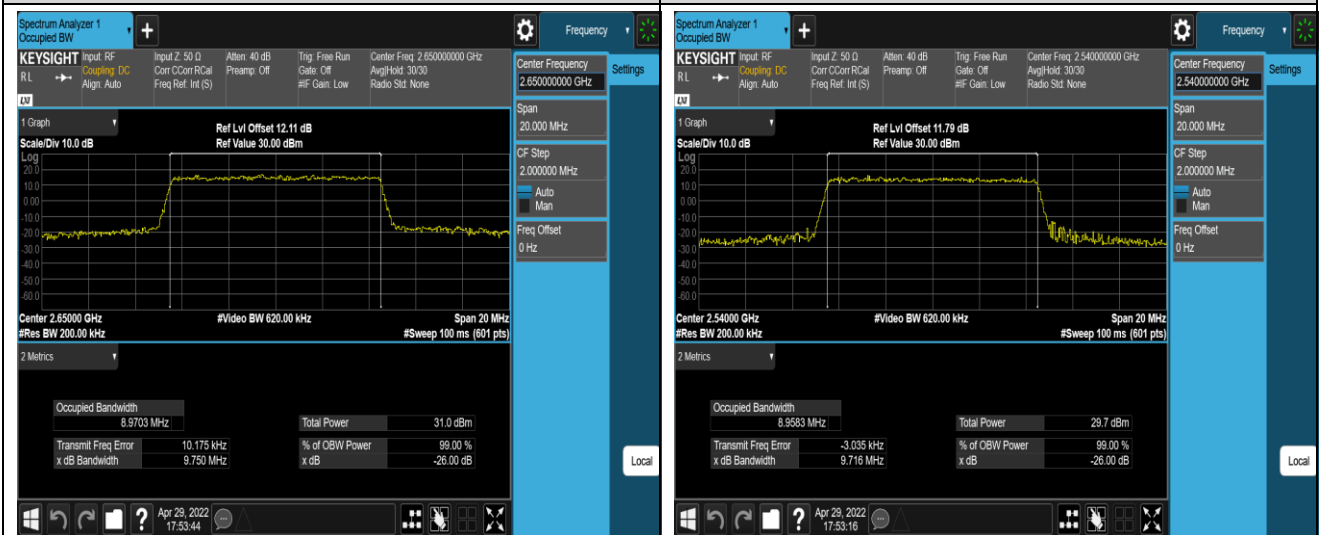 Spectrum Analyzer 1
Occupied BW
+
Frequency
KEYSIGHT
Input: RF
Coupling: DC
Align: Auto
Input Z: 50 Ω
Corr CCorr RCal
Freq Ref: Int (S)
Atten: 40 dB
Preamp: Off
Trig: Free Run
Gate: Off
#IF Gain: Low
Center Freq: 2.650000000 GHz
Avg|Hold: 30/30
Radio Std: None
RL
LXI
Center Frequency
2.650000000 GHz
Settings
Span
20.000 MHz
CF Step
2.000000 MHz
Auto
Man
Freq Offset
0 Hz
1 Graph
Scale/Div 10.0 dB
Ref Lvl Offset 12.11 dB
Ref Value 30.00 dBm
Log
20.0
10.0
0.00
-10.0
-20.0
-30.0
-40.0
-50.0
-60.0
Center 2.65000 GHz
#Video BW 620.00 kHz
Span 20 MHz
#Res BW 200.00 kHz
#Sweep 100 ms (601 pts)
2 Metrics
Occupied Bandwidth
8.9703 MHz
Total Power 31.0 dBm
Transmit Freq Error 10.175 kHz
% of OBW Power 99.00 %
x dB Bandwidth 9.750 MHz
x dB -26.00 dB
Local
?
Apr 29, 2022
17:53:44
Spectrum Analyzer 1
Occupied BW
+
Frequency
KEYSIGHT
Input: RF
Coupling: DC
Align: Auto
Input Z: 50 Ω
Corr CCorr RCal
Freq Ref: Int (S)
Atten: 40 dB
Preamp: Off
Trig: Free Run
Gate: Off
#IF Gain: Low
Center Freq: 2.540000000 GHz
Avg|Hold: 30/30
Radio Std: None
RL
LXI
Center Frequency
2.540000000 GHz
Settings
Span
20.000 MHz
CF Step
2.000000 MHz
Auto
Man
Freq Offset
0 Hz
1 Graph
Scale/Div 10.0 dB
Ref Lvl Offset 11.79 dB
Ref Value 30.00 dBm
Log
20.0
10.0
0.00
-10.0
-20.0
-30.0
-40.0
-50.0
-60.0
Center 2.54000 GHz
#Video BW 620.00 kHz
Span 20 MHz
#Res BW 200.00 kHz
#Sweep 100 ms (601 pts)
2 Metrics
Occupied Bandwidth
8.9583 MHz
Total Power 29.7 dBm
Transmit Freq Error -3.035 kHz
% of OBW Power 99.00 %
x dB Bandwidth 9.716 MHz
x dB -26.00 dB
Local
?
Apr 29, 2022
17:53:16